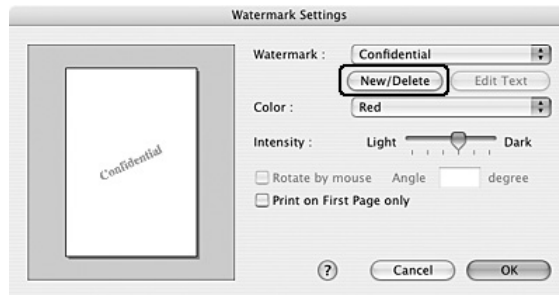 Watermark Settings
Watermark : Confidential
New/Delete Edit Text
Color : Red
Intensity : Light Dark
Confidential
Rotate by mouse Angle degree
Print on First Page only
? Cancel OK